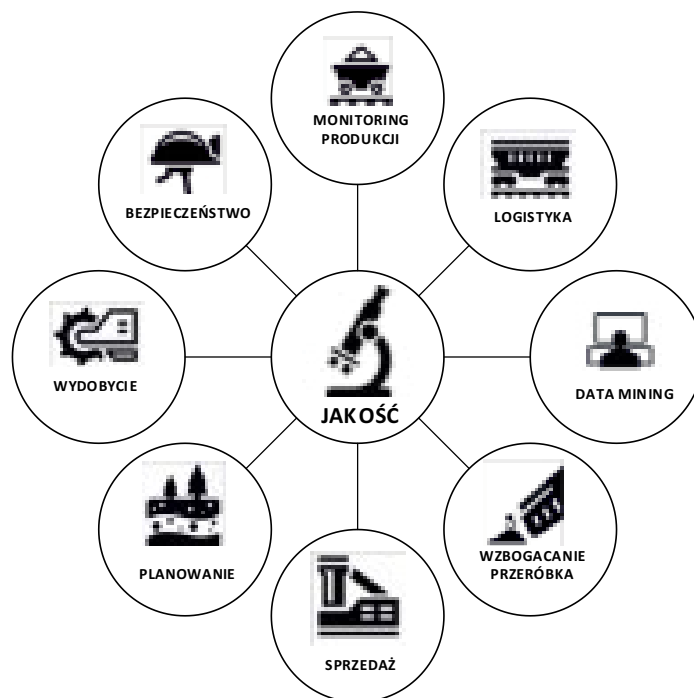 MONITORING
PRODUKCJI
BEZPIECZEŃSTWO
LOGISTYKA
WYDOBYCIE
JAKOŚĆ
DATA MINING
PLANOWANIE
WZBOGACANIE
PRZERÓBKA
SPRZEDAŻ